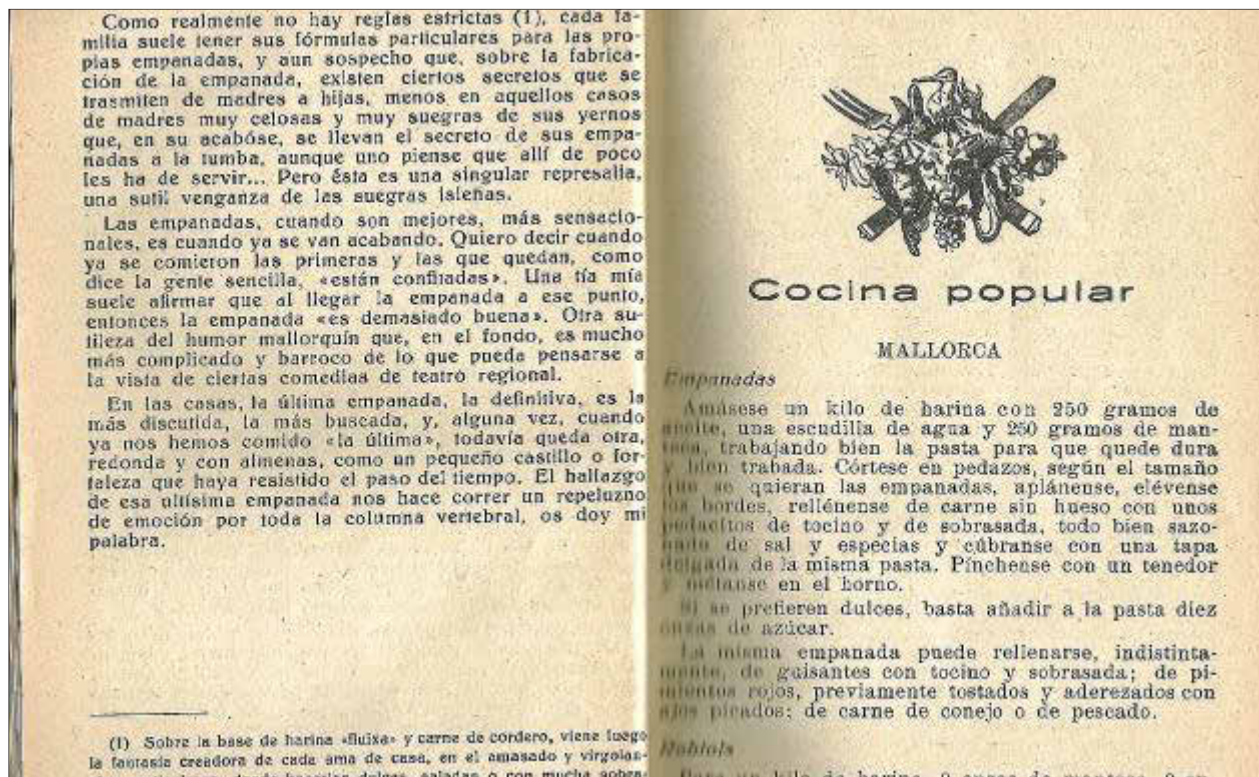 Como realmente no hay reglas estrictas (1), cada fa-
milia suele tener sus fórmulas particulares para las pro-
pias empanadas, y aun sospecho que, sobre la fabrica-
ción de la empanada, existen ciertos secretos que se
trasmiten de madres a hijas, menos en aquellos casos
de madres muy celosas y muy suegras de sus yernos
que, en su acabóse, se llevan el secreto de sus empa-
nadas a la tumba, aunque uno piense que allí de poco
les ha de servir... Pero ésta es una singular represalia,
una sutil venganza de las suegras isleñas.
Las empanadas, cuando son mejores, más sensacio-
nales, es cuando ya se van acabando. Quiero decir cuando
ya se comieron las primeras y las que quedan, como
dice la gente sencilla, «están confitadas». Una tía mía
suele afirmar que al llegar la empanada a ese punto,
entonces la empanada «es demasiado buena». Otra su-
tileza del humor mallorquín que, en el fondo, es mucho
más complicado y barroco de lo que pueda pensarse a
la vista de ciertas comedias de teatro regional.
En las casas, la última empanada, la definitiva, es la
más discutida, la más buscada, y, alguna vez, cuando
ya nos hemos comido «la última», todavía queda otra,
redonda y con almenas, como un pequeño castillo o for-
taleza que haya resistido el paso del tiempo. El hallazgo
de esa ultísima empanada nos hace correr un repeluzno
de emoción por toda la columna vertebral, os doy mi
palabra.
(1) Sobre la base de harina «fluixa» y carne de cordero, viene luego
la fantasía creadora de cada ama de casa, en el amasado y
dulces, saladas o con mucha
Cocina popular
MALLORCA
Empanadas
Amásese un kilo de harina con 250 gramos de
aceite, una escudilla de agua y 250 gramos de man-
teca, trabajando bien la pasta para que quede dura
y bien trabada. Córtese en pedazos, según el tamaño
que se quieran las empanadas, aplánense, elévense
los bordes, rellénense de carne sin hueso con unos
pedacitos de tocino y de sobrasada, todo bien sazo-
nado de sal y especias y cúbranse con una tapa
delgada de la misma pasta. Pínchense con un tenedor
y métanse en el horno.
Si se prefieren dulces, basta añadir a la pasta diez
onzas de azúcar.
La misma empanada puede rellenarse, indistinta-
mente, de guisantes con tocino y sobrasada; de pi-
mientos rojos, previamente tostados y aderezados con
ajos picados; de carne de conejo o de pescado.
Robiols
un kilo de harina,